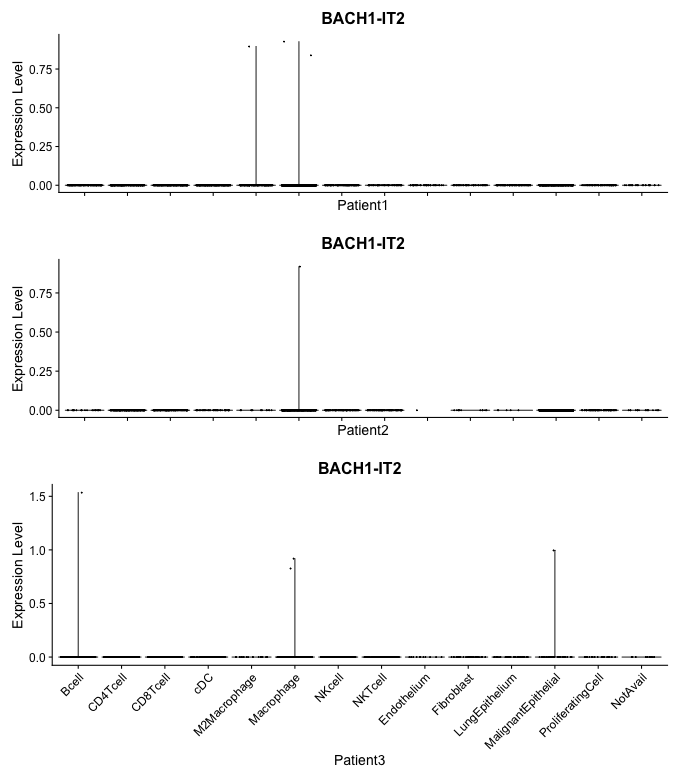 BACH1-IT2
Expression Level
0.75
0.50
0.25
0.00
Patient1
BACH1-IT2
Expression Level
0.75
0.50
0.25
0.00
Patient2
BACH1-IT2
Expression Level
1.5
1.0
0.5
0.0
Bcell
CD4Tcell
CD8Tcell
cDC
M2Macrophage
Macrophage
NKcell
NKTcell
Endothelium
Fibroblast
LungEpithelium
MalignantEpithelial
ProliferatingCell
NotAvail
Patient3